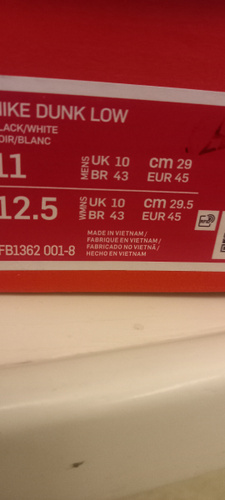 NIKE DUNK LOW
BLACK/WHITE
NOIR/BLANC
11 MENS UK 10 cm 29
BR 43 EUR 45
12.5 WMNS UK 10 cm 29.5
BR 43 EUR 45
MADE IN VIETNAM /
FABRIQUÉ EN VIETNAM /
FABRICADO NO VIETNÃ /
HECHO EN VIETNAM
FB1362 001-8